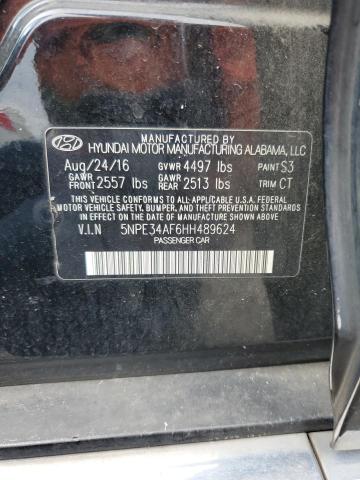 MANUFACTURED BY
HYUNDAI MOTOR MANUFACTURING ALABAMA, LLC
Aug/24/16 GVWR 4497 lbs PAINT S3
GAWR FRONT 2557 lbs GAWR REAR 2513 lbs TRIM CT
THIS VEHICLE CONFORMS TO ALL APPLICABLE U.S. FEDERAL
MOTOR VEHICLE SAFETY, BUMPER, AND THEFT PREVENTION
STANDARDS IN EFFECT ON THE DATE OF MANUFACTURE SHOWN ABOVE.
V.I.N 5NPE34AF6HH489624
PASSENGER CAR